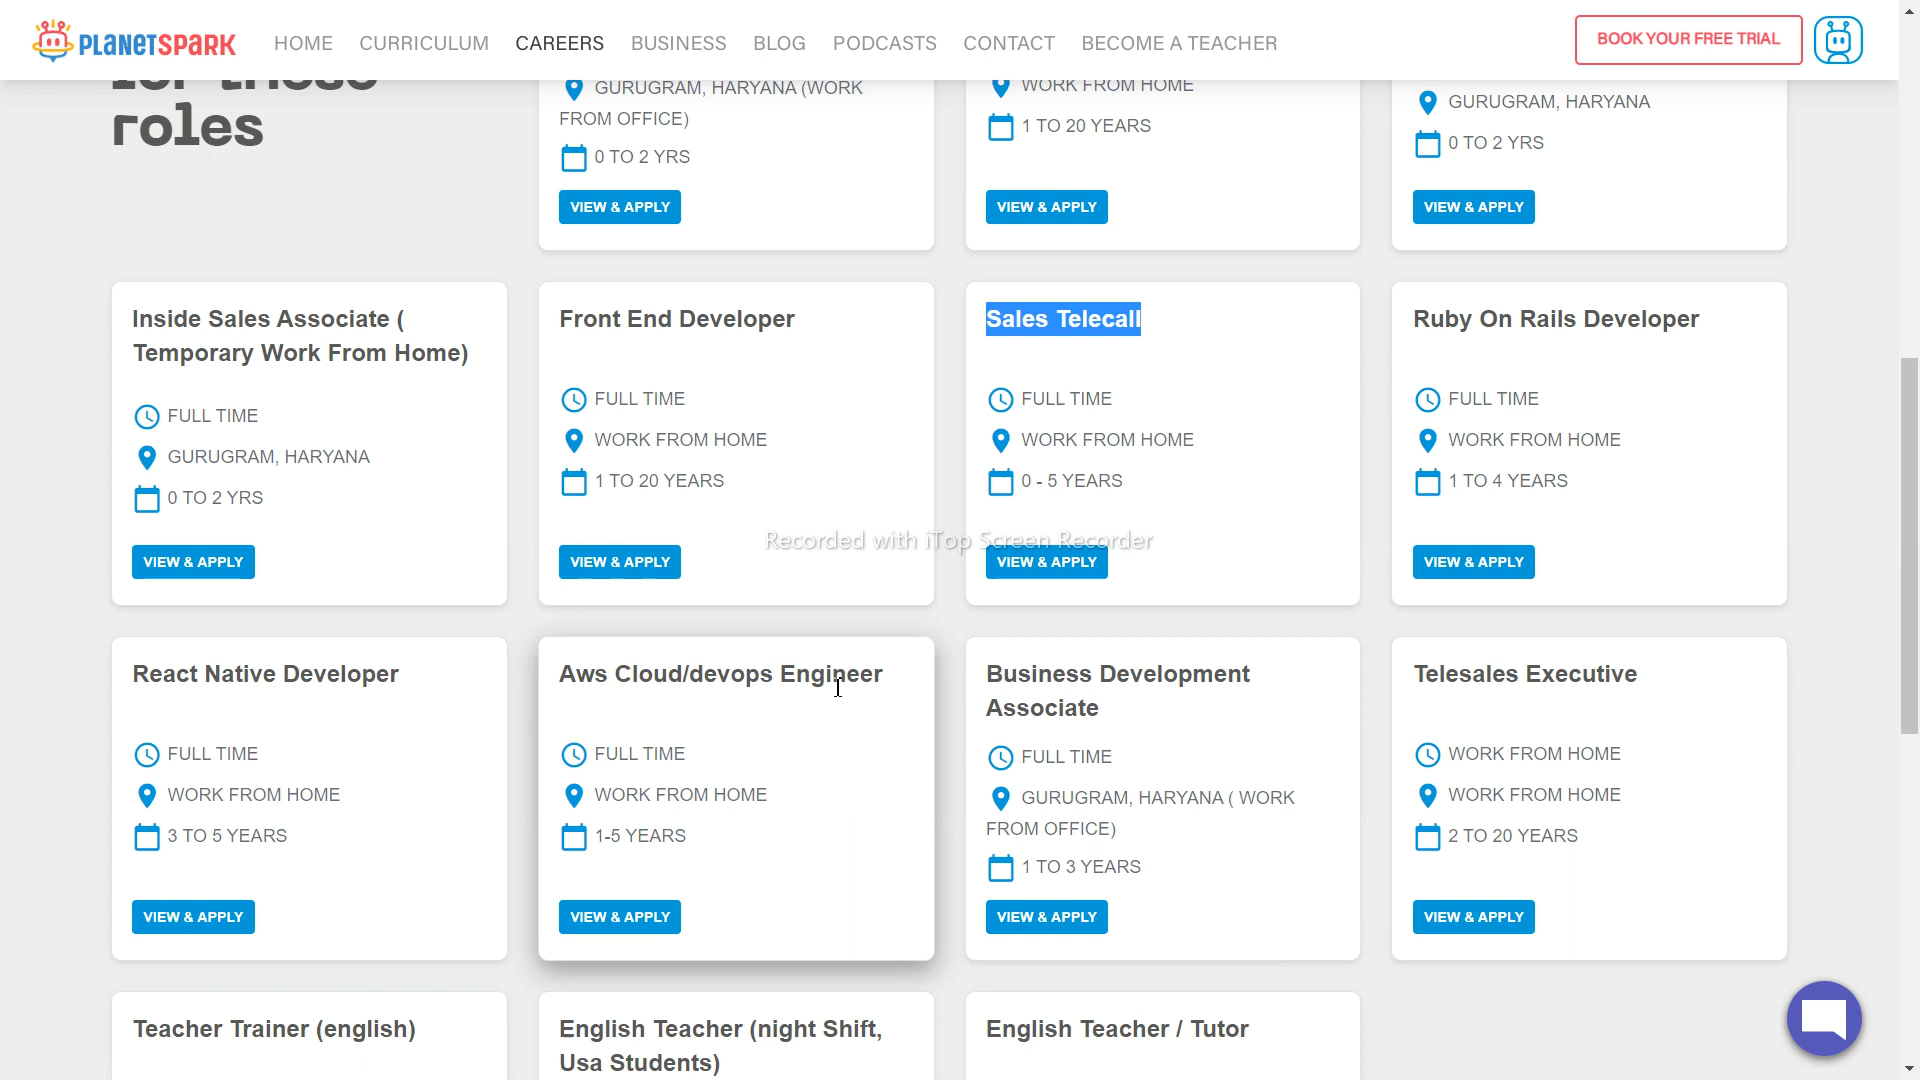 PLANETSPARK
HOME
CURRICULUM
CAREERS
BUSINESS
BLOG
PODCASTS
CONTACT
BECOME A TEACHER
BOOK YOUR FREE TRIAL
for these
roles
GURUGRAM, HARYANA (WORK
FROM OFFICE)
0 TO 2 YRS
VIEW & APPLY
WORK FROM HOME
1 TO 20 YEARS
VIEW & APPLY
GURUGRAM, HARYANA
0 TO 2 YRS
VIEW & APPLY
Inside Sales Associate (
Temporary Work From Home)
FULL TIME
GURUGRAM, HARYANA
0 TO 2 YRS
VIEW & APPLY
Front End Developer
FULL TIME
WORK FROM HOME
1 TO 20 YEARS
VIEW & APPLY
Sales Telecall
FULL TIME
WORK FROM HOME
0 - 5 YEARS
VIEW & APPLY
Ruby On Rails Developer
FULL TIME
WORK FROM HOME
1 TO 4 YEARS
VIEW & APPLY
Recorded with iTop Screen Recorder
React Native Developer
FULL TIME
WORK FROM HOME
3 TO 5 YEARS
VIEW & APPLY
Aws Cloud/devops Engineer
FULL TIME
WORK FROM HOME
1-5 YEARS
VIEW & APPLY
Business Development
Associate
FULL TIME
GURUGRAM, HARYANA ( WORK
FROM OFFICE)
1 TO 3 YEARS
VIEW & APPLY
Telesales Executive
WORK FROM HOME
WORK FROM HOME
2 TO 20 YEARS
VIEW & APPLY
Teacher Trainer (english)
English Teacher (night Shift,
Usa Students)
English Teacher / Tutor